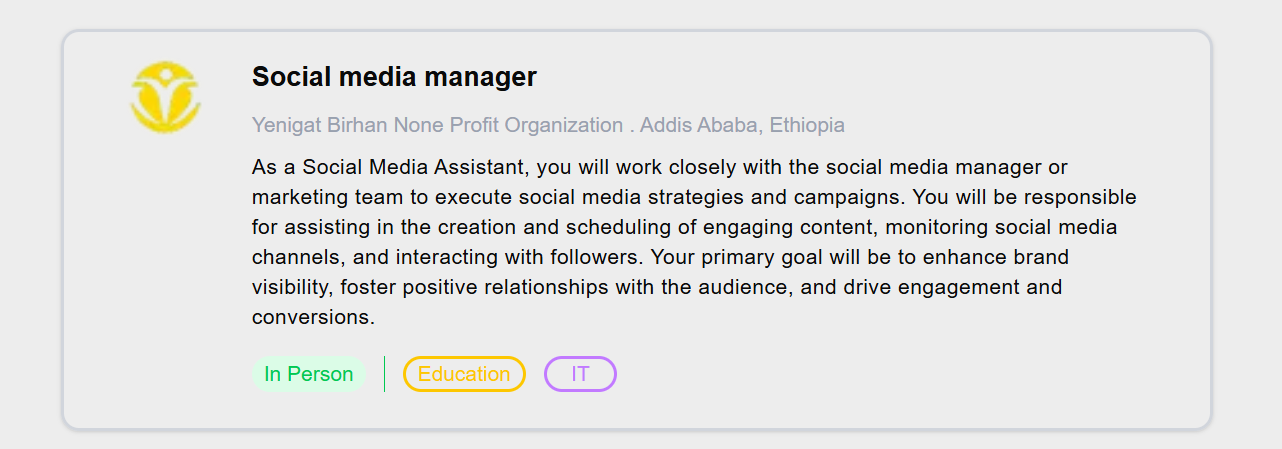 Social media manager
Yenigat Birhan None Profit Organization . Addis Ababa, Ethiopia
As a Social Media Assistant, you will work closely with the social media manager or
marketing team to execute social media strategies and campaigns. You will be responsible
for assisting in the creation and scheduling of engaging content, monitoring social media
channels, and interacting with followers. Your primary goal will be to enhance brand
visibility, foster positive relationships with the audience, and drive engagement and
conversions.
In Person
Education
IT